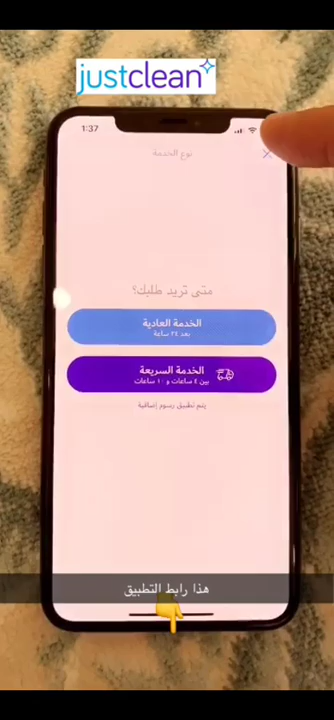 justclean
1:37
نوع الخدمة
متى تريد طلبك؟
الخدمة العادية
بعد ٢٤ ساعة
الخدمة السريعة
بين ٤ ساعات و ١٠ ساعات
يتم تطبيق رسوم إضافية
هذا رابط التطبيق